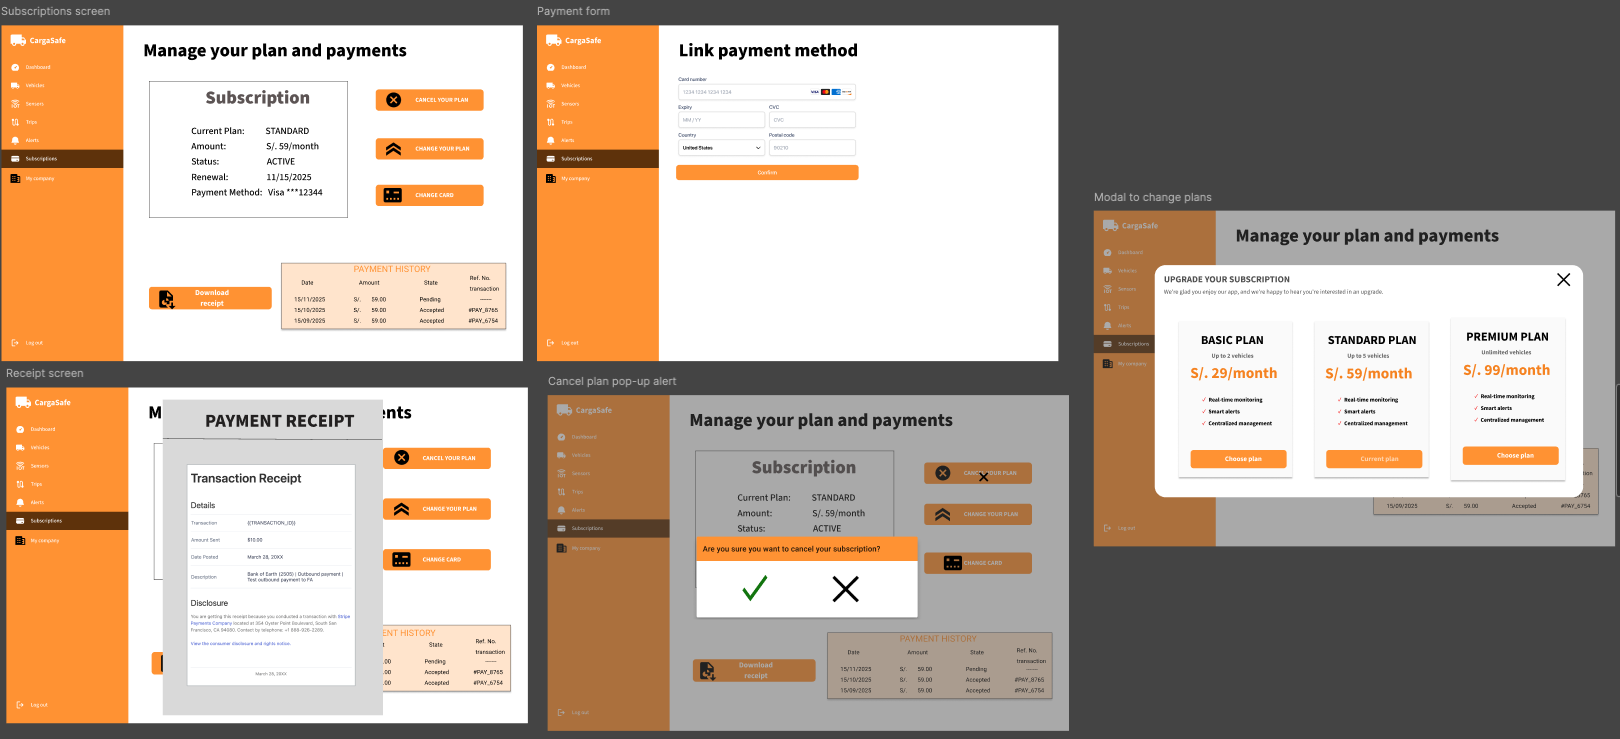 Subscriptions screen
CargaSafe
Dashboard
Vehicles
Sensors
Trips
Alerts
Subscriptions
My company
Log out
Manage your plan and payments
Subscription
Current Plan: STANDARD
Amount: S/. 59/month
Status: ACTIVE
Renewal: 11/15/2025
Payment Method: Visa ***12344
CANCEL YOUR PLAN
CHANGE YOUR PLAN
CHANGE CARD
Download
receipt
PAYMENT HISTORY
Date Amount State Ref. No.
transaction
15/11/2025 S/. 59.00 Pending ------
15/10/2025 S/. 59.00 Accepted #PAY_8765
15/09/2025 S/. 59.00 Accepted #PAY_6754
Payment form
CargaSafe
Dashboard
Vehicles
Sensors
Trips
Alerts
Subscriptions
My company
Log out
Link payment method
Card number
1234 1234 1234 1234 VISA
Expiry CVC
MM / YY CVC
Country Postal code
United States 90210
Confirm
Modal to change plans
CargaSafe
Dashboard
Vehicles
Sensors
Trips
Alerts
Subscriptions
My company
Log out
Manage your plan and payments
UPGRADE YOUR SUBSCRIPTION
We're glad you enjoy our app, and we're happy to hear you're interested in an upgrade.
BASIC PLAN
Up to 2 vehicles
S/. 29/month
✓ Real-time monitoring
✓ Smart alerts
✓ Centralized management
Choose plan
STANDARD PLAN
Up to 5 vehicles
S/. 59/month
✓ Real-time monitoring
✓ Smart alerts
✓ Centralized management
Current plan
PREMIUM PLAN
Unlimited vehicles
S/. 99/month
✓ Real-time monitoring
✓ Smart alerts
✓ Centralized management
Choose plan
8765
15/09/2025 S/. 59.00 Accepted #PAY_6754
Receipt screen
CargaSafe
Dashboard
Vehicles
Sensors
Trips
Alerts
Subscriptions
My company
Log out
M
ents
PAYMENT RECEIPT
Transaction Receipt
Details
Transaction {{TRANSACTION_ID}}
Amount Sent $10.00
Date Posted March 28, 20XX
Description Bank of Earth (2505) | Outbound payment |
Test outbound payment to FA
Disclosure
You are getting this receipt because you conducted a transaction with Stripe
Payments Company located at 354 Oyster Point Boulevard, South San
Francisco, CA 94080. Contact by telephone, +1 888-926-2289.
View the consumer disclosure and rights notice.
March 28, 20XX
CANCEL YOUR PLAN
CHANGE YOUR PLAN
CHANGE CARD
ENT HISTORY
t State Ref. No.
transaction
.00 Pending ------
.00 Accepted #PAY_8765
.00 Accepted #PAY_6754
Cancel plan pop-up alert
CargaSafe
Dashboard
Vehicles
Sensors
Trips
Alerts
Subscriptions
My company
Log out
Manage your plan and payments
Subscription
Current Plan: STANDARD
Amount: S/. 59/month
Status: ACTIVE
Are you sure you want to cancel your subscription?
CANCEL YOUR PLAN
CHANGE YOUR PLAN
CHANGE CARD
Download
receipt
PAYMENT HISTORY
Date Amount State Ref. No.
transaction
15/11/2025 S/. 59.00 Pending ------
15/10/2025 S/. 59.00 Accepted #PAY_8765
15/09/2025 S/. 59.00 Accepted #PAY_6754